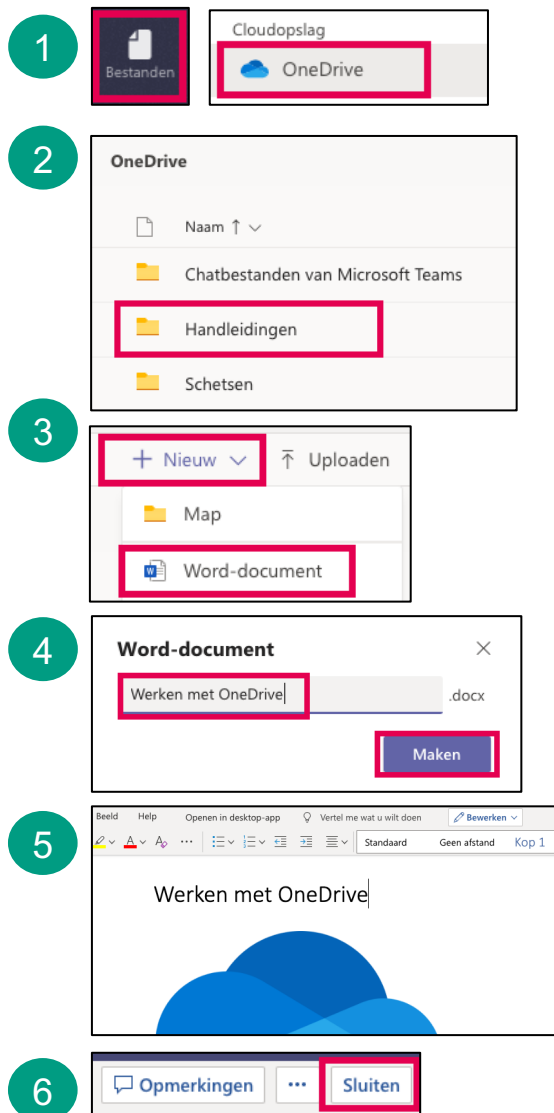 1
Bestanden
Cloudopslag
OneDrive
2
OneDrive
Naam ↑
Chatbestanden van Microsoft Teams
Handleidingen
Schetsen
3
+ Nieuw
Uploaden
Map
Word-document
4
Word-document
Werken met OneDrive
.docx
Maken
5
Beeld Help Openen in desktop-app Vertel me wat u wilt doen Bewerken
Standaard Geen afstand Kop 1
Werken met OneDrive
6
Opmerkingen ... Sluiten